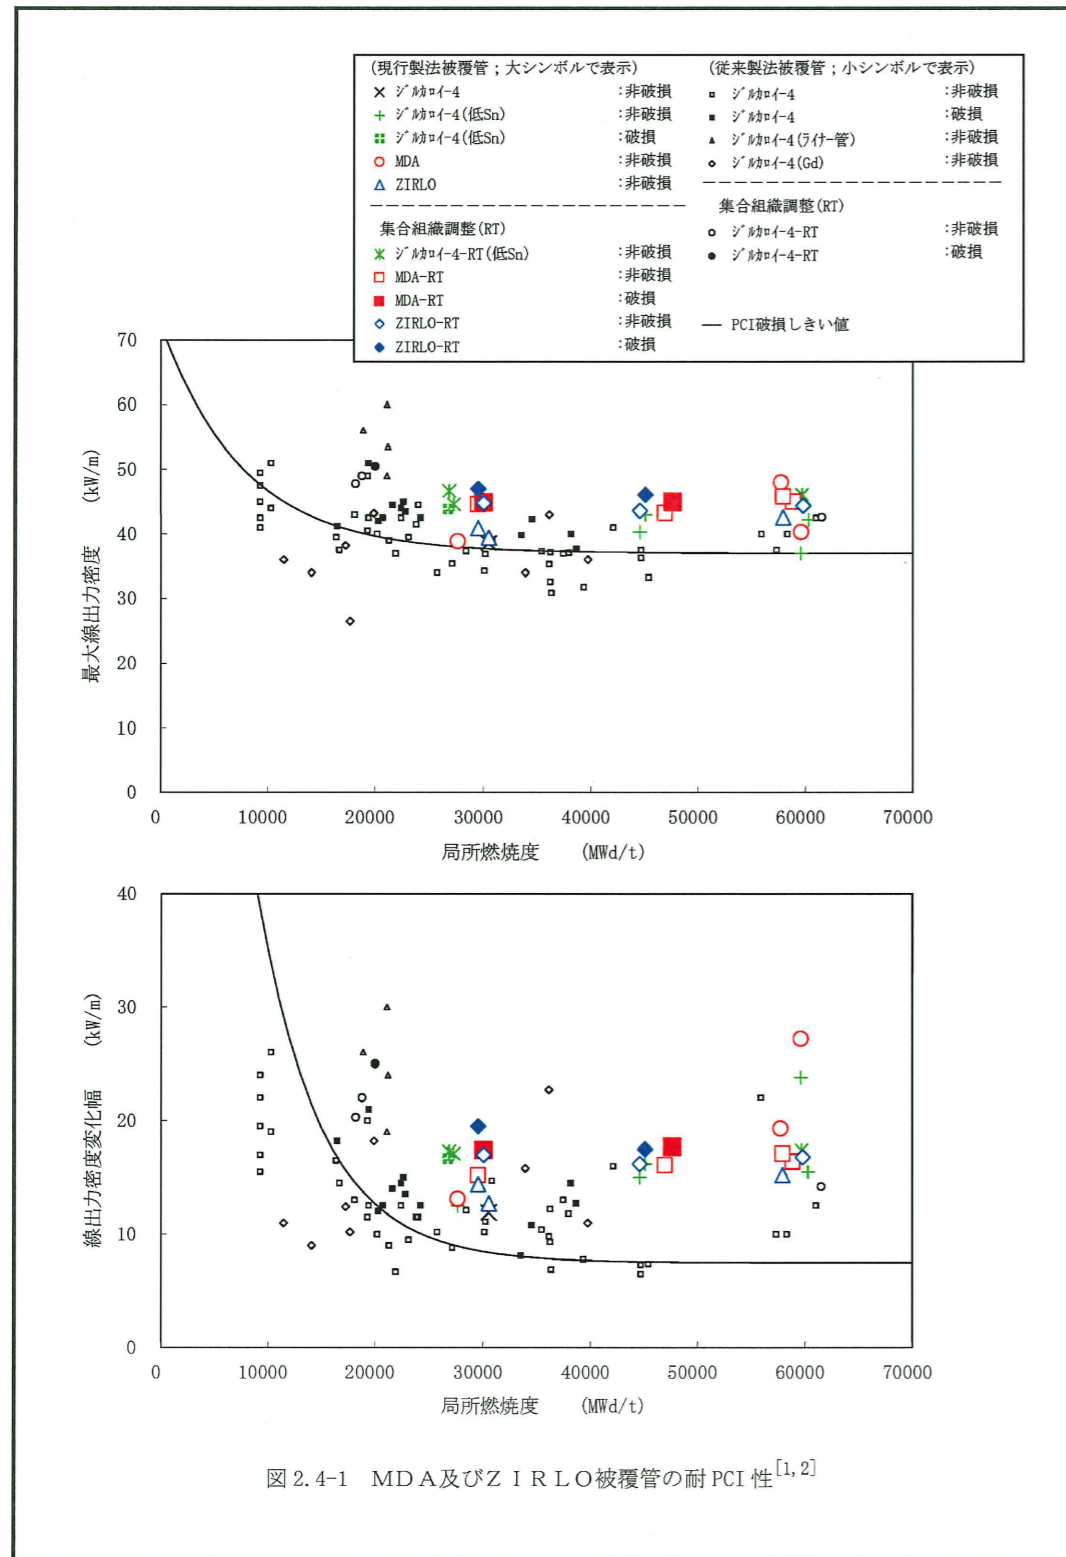 (現行製法被覆管；大シンボルで表示)
ジルカロイ-4 :非破損
ジルカロイ-4(低Sn) :非破損
ジルカロイ-4(低Sn) :破損
MDA :非破損
ZIRLO :非破損
集合組織調整(RT)
ジルカロイ-4-RT(低Sn) :非破損
MDA-RT :非破損
MDA-RT :破損
ZIRLO-RT :非破損
ZIRLO-RT :破損
(従来製法被覆管；小シンボルで表示)
ジルカロイ-4 :非破損
ジルカロイ-4 :破損
ジルカロイ-4(ライナー管) :非破損
ジルカロイ-4(Gd) :非破損
集合組織調整(RT)
ジルカロイ-4-RT :非破損
ジルカロイ-4-RT :破損
PCI破損しきい値
最大線出力密度 (kW/m)
70
60
50
40
30
20
10
0
0 10000 20000 30000 40000 50000 60000 70000
局所燃焼度 (MWd/t)
線出力密度変化幅 (kW/m)
40
30
20
10
0
0 10000 20000 30000 40000 50000 60000 70000
局所燃焼度 (MWd/t)
図 2.4-1 ＭＤＡ及びＺＩＲＬＯ被覆管の耐 PCI 性[1,2]